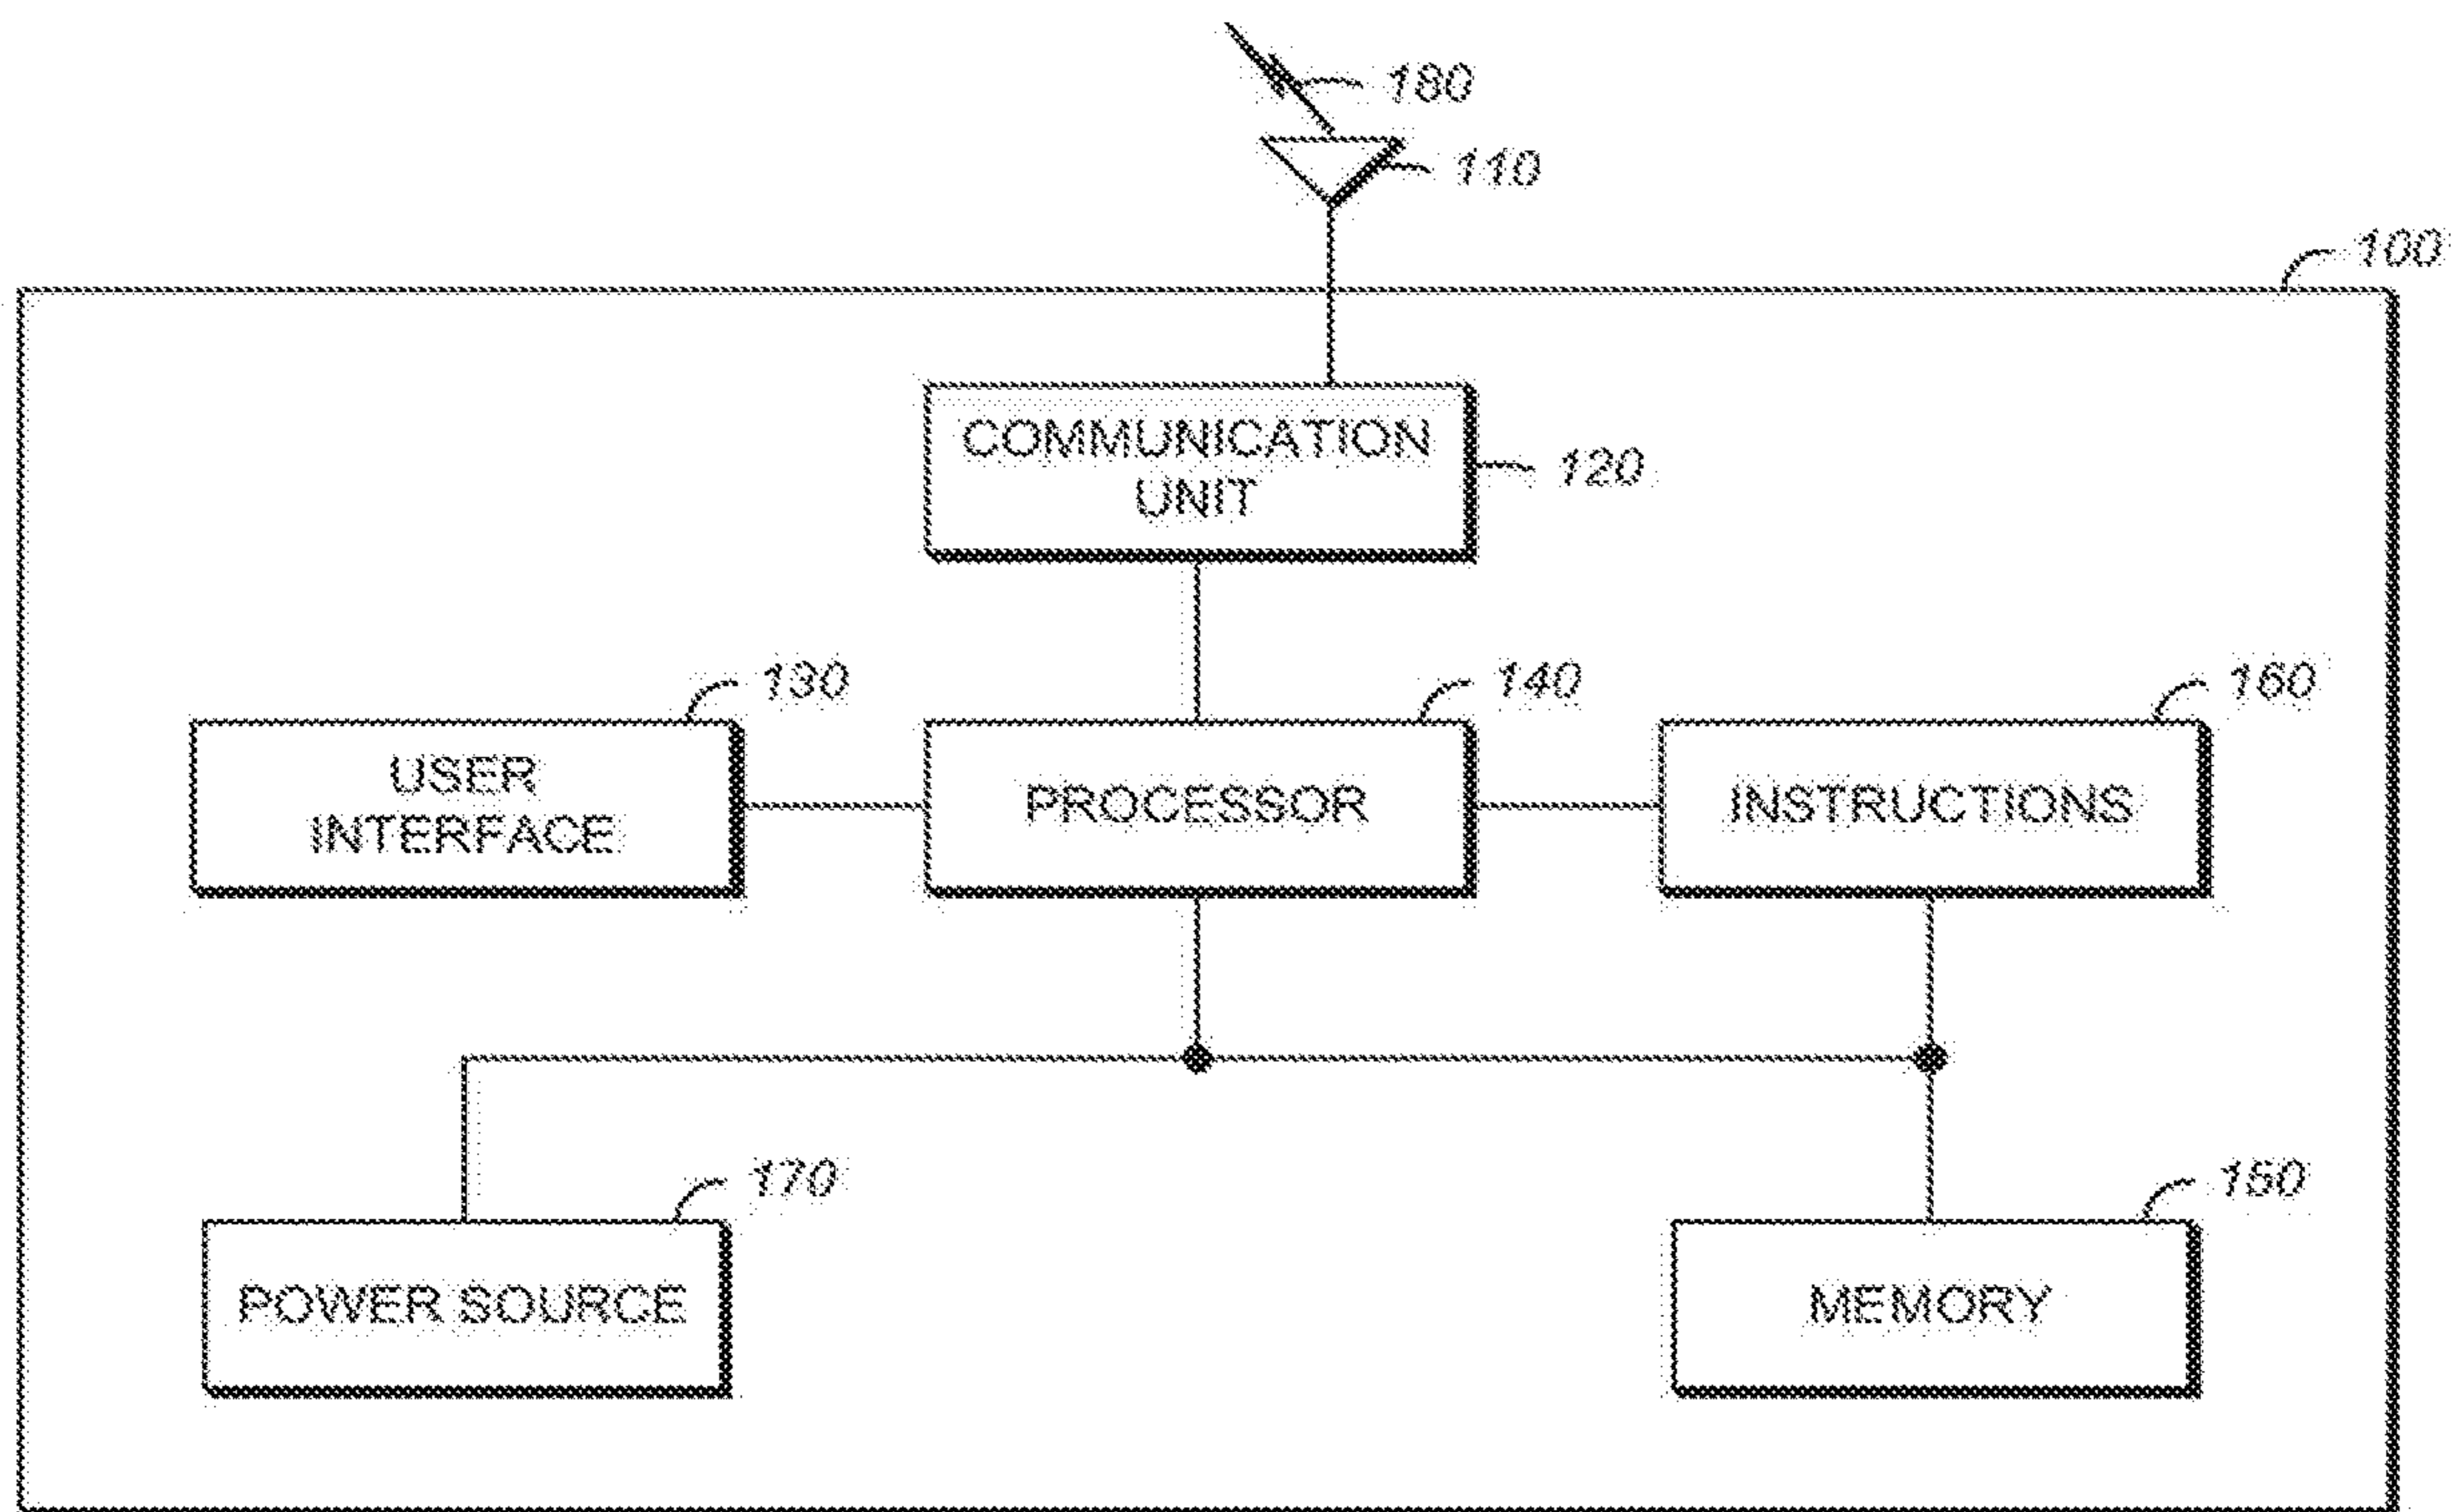 180
110
100
COMMUNICATION
UNIT
120
130
140
160
USER
INTERFACE
PROCESSOR
INSTRUCTIONS
170
150
POWER SOURCE
MEMORY